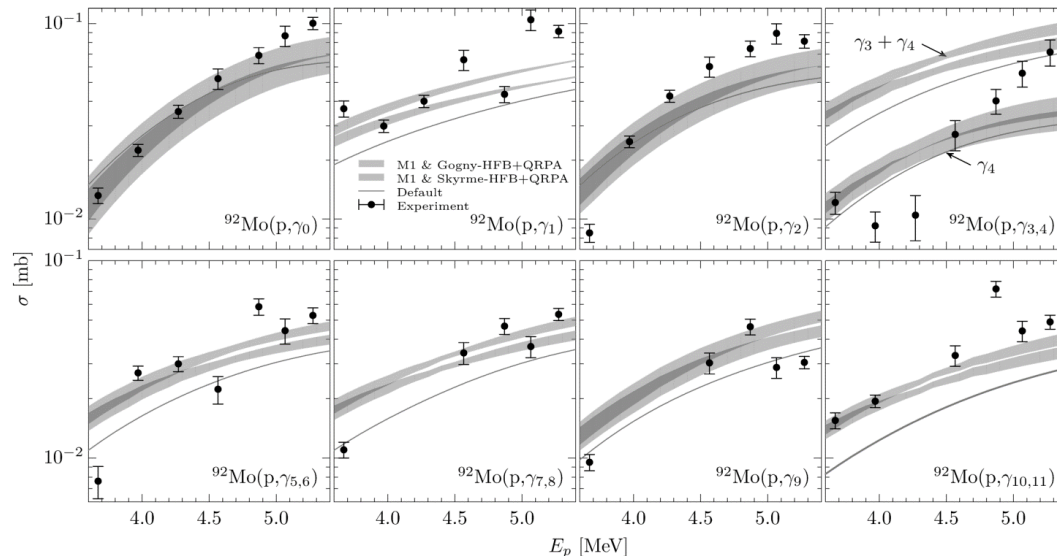 10⁻¹
10⁻²
⁹²Mo(p,γ₀)
M1 & Gogny-HFB+QRPA
M1 & Skyrme-HFB+QRPA
Default
Experiment
⁹²Mo(p,γ₁)
⁹²Mo(p,γ₂)
γ₃ + γ₄
γ₄
⁹²Mo(p,γ₃,₄)
σ [mb]
10⁻¹
10⁻²
⁹²Mo(p,γ₅,₆)
⁹²Mo(p,γ₇,₈)
⁹²Mo(p,γ₉)
⁹²Mo(p,γ₁₀,₁₁)
4.0 4.5 5.0 4.0 4.5 5.0 4.0 4.5 5.0 4.0 4.5 5.0
Eₚ [MeV]